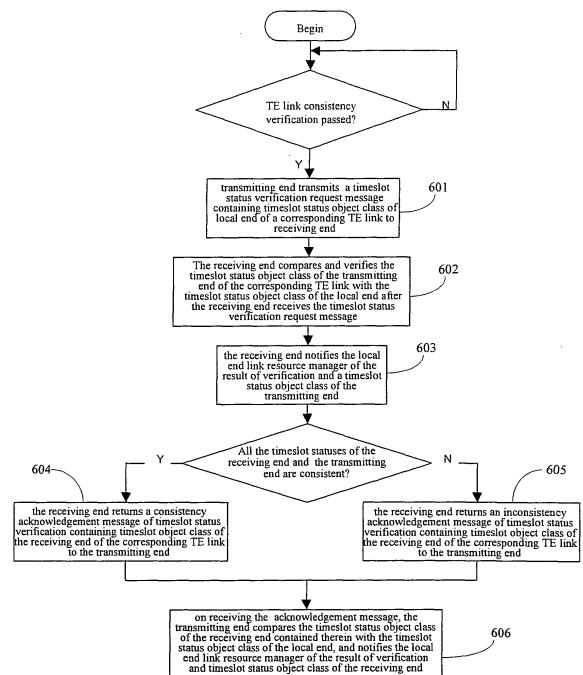 Begin
TE link consistency
verification passed?
N
Y
transmitting end transmits a timeslot
status verification request message
containing timeslot status object class of
local end of a corresponding TE link to
receiving end
601
The receiving end compares and verifies the
timeslot status object class of the transmitting
end of the corresponding TE link with the
timeslot status object class of the local end after
the receiving end receives the timeslot status
verification request message
602
the receiving end notifies the local
end link resource manager of the
result of verification and a timeslot
status object class of the
transmitting end
603
All the timeslot statuses of the
receiving end and the transmitting
end are consistent?
Y
N
604
the receiving end returns a consistency
acknowledgement message of timeslot status
verification containing timeslot object class of
the receiving end of the corresponding TE link
to the transmitting end
605
the receiving end returns an inconsistency
acknowledgement message of timeslot status
verification containing timeslot object class of
the receiving end of the corresponding TE link
to the transmitting end
on receiving the acknowledgement message, the
transmitting end compares the timeslot status object class
of the receiving end contained therein with the timeslot
status object class of the local end, and notifies the local
end link resource manager of the result of verification
and timeslot status object class of the receiving end
606